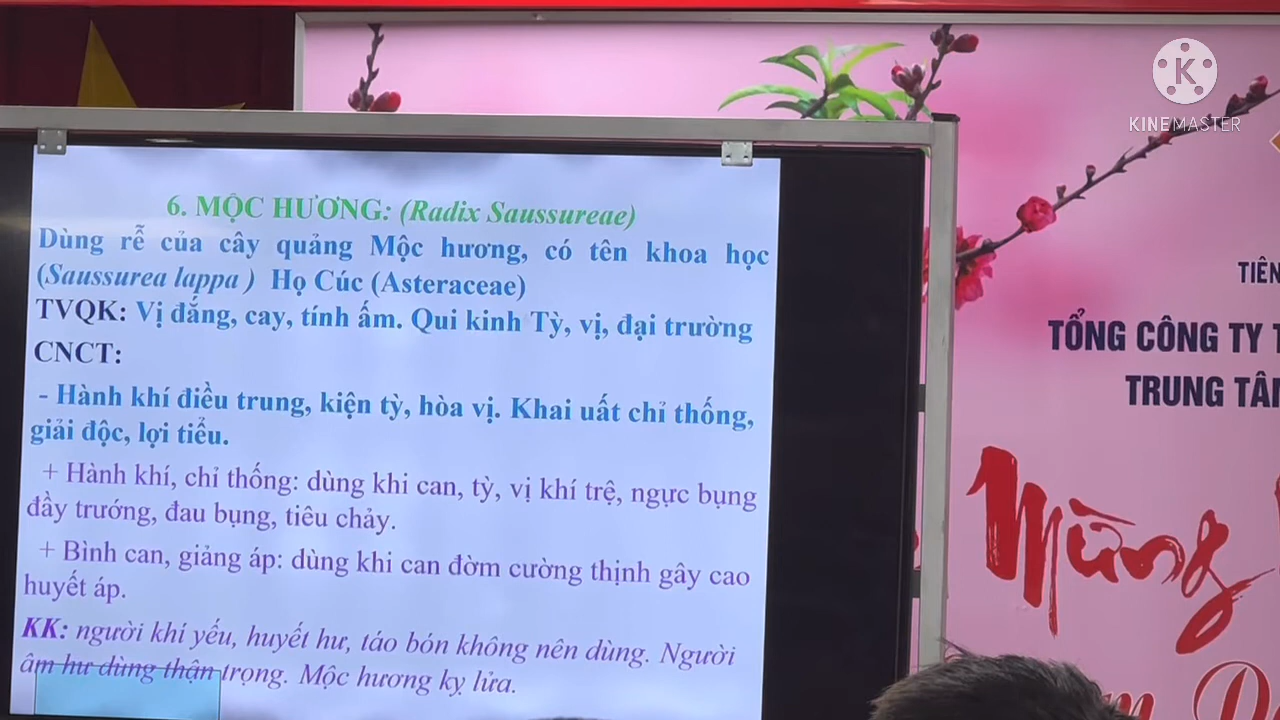 KINEMASTER
6. MỘC HƯƠNG: (Radix Saussureae)
Dùng rễ của cây quảng Mộc hương, có tên khoa học
(Saussurea lappa ) Họ Cúc (Asteraceae)
TVQK: Vị đắng, cay, tính ấm. Qui kinh Tỳ, vị, đại trường
CNCT:
- Hành khí điều trung, kiện tỳ, hòa vị. Khai uất chỉ thống,
giải độc, lợi tiểu.
+ Hành khí, chỉ thống: dùng khi can, tỳ, vị khí trệ, ngực bụng
đầy trướng, đau bụng, tiêu chảy.
+ Bình can, giảng áp: dùng khi can đởm cường thịnh gây cao
huyết áp.
KK: người khí yếu, huyết hư, táo bón không nên dùng. Người
âm hư dùng thận trọng. Mộc hương kỵ lửa.
TỔNG CÔNG TY
TRUNG TÂ
Mừng